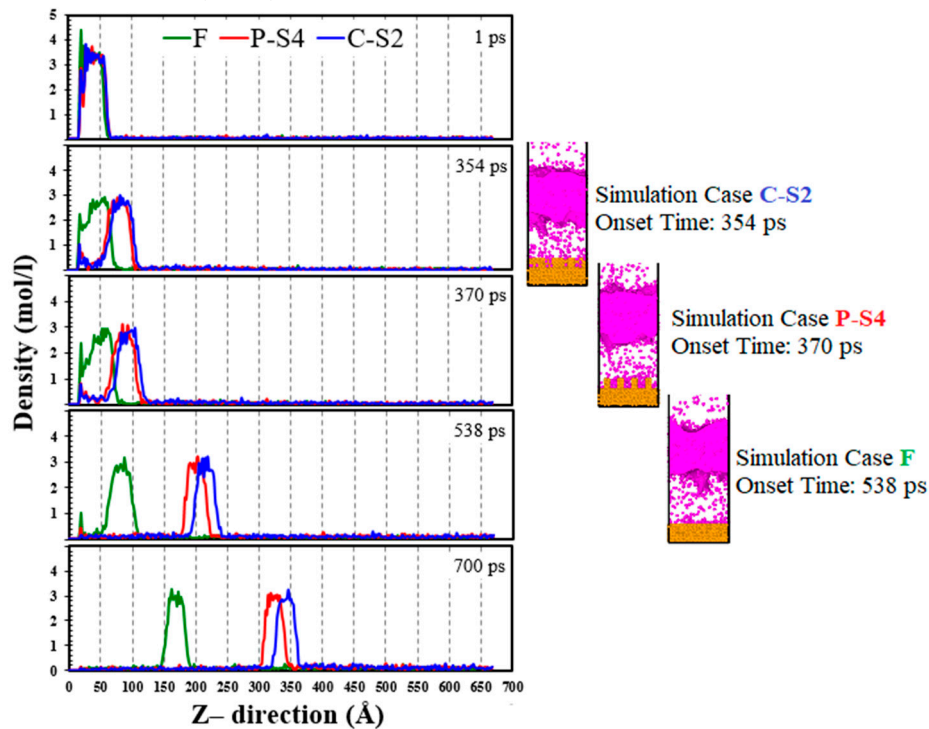 F P-S4 C-S2
1 ps
5
4
3
2
1
354 ps
4
3
2
1
0
Simulation Case C-S2
Onset Time: 354 ps
370 ps
4
3
2
1
Simulation Case P-S4
Onset Time: 370 ps
538 ps
4
3
2
1
0
Simulation Case F
Onset Time: 538 ps
700 ps
5
4
3
2
1
0
0 50 100 150 200 250 300 350 400 450 500 550 600 650 700
Density (mol/l)
Z– direction (Å)